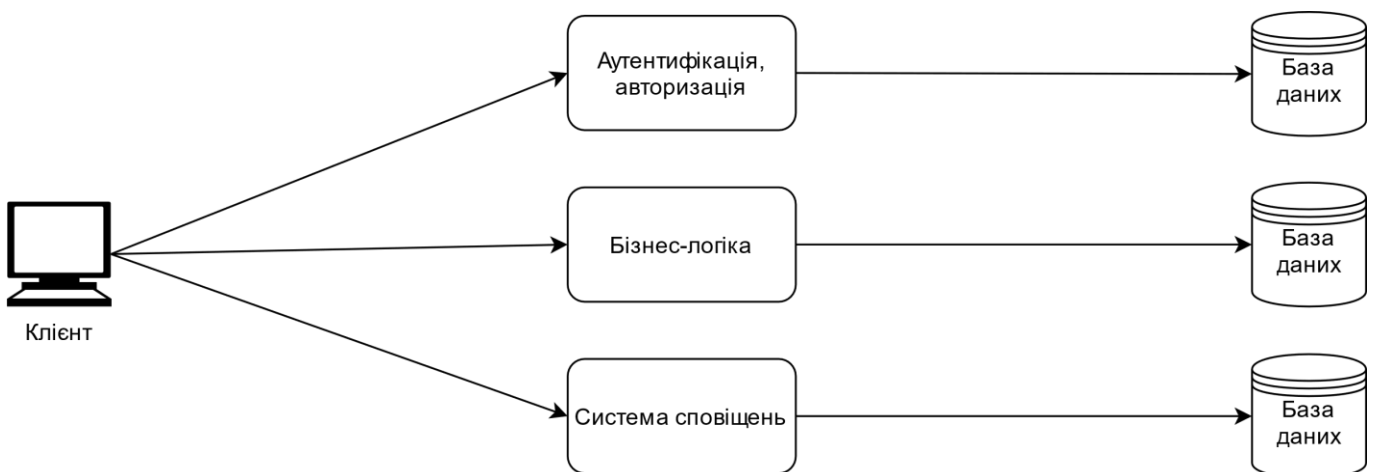 Аутентифікація,
авторизація
База
даних
Клієнт
Бізнес-логіка
База
даних
Система сповіщень
База
даних